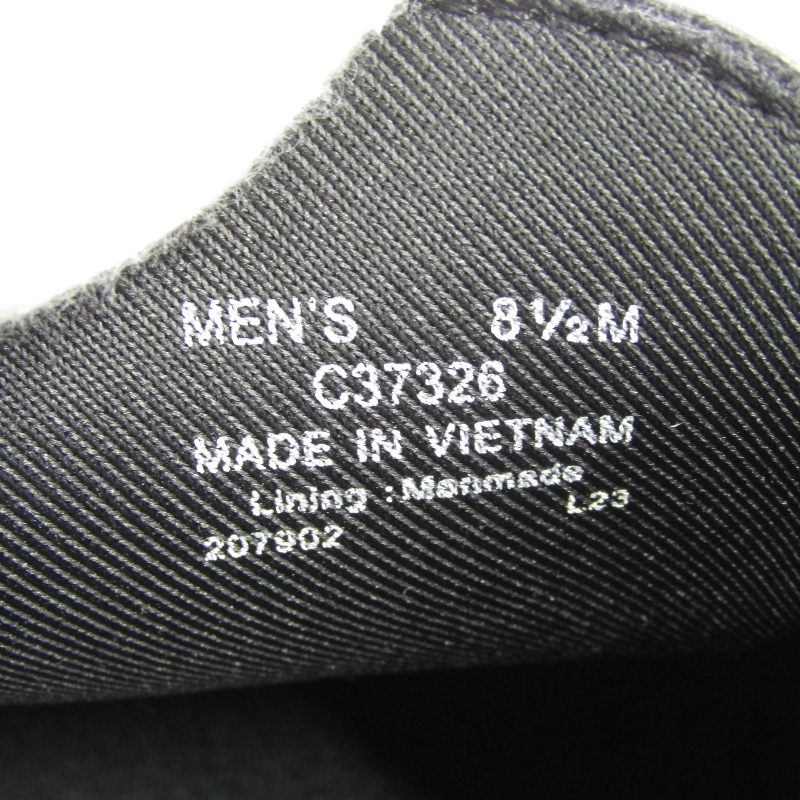 MEN'S 8½M
C37326
MADE IN VIETNAM
Lining : Manmade
207902 L23